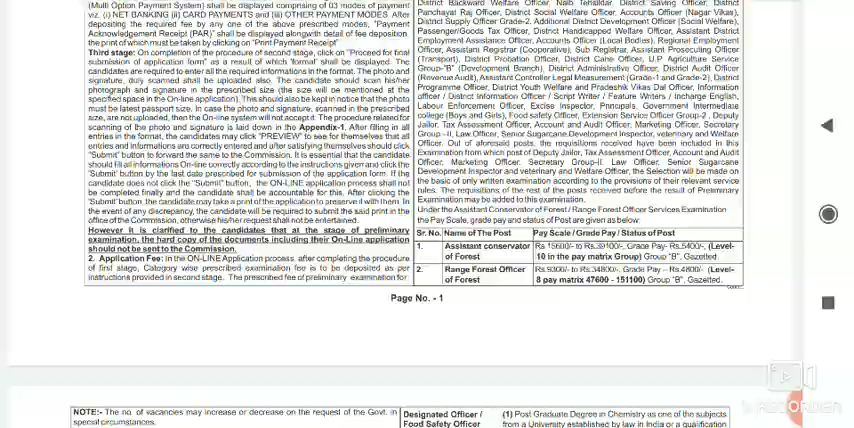 (Multi Option Payment System) shall be displayed comprising of 03 modes of payment
viz. (i) NET BANKING (ii) CARD PAYMENTS and (iii) OTHER PAYMENT MODES. After
depositing the required fee by any one of the above prescribed modes, "Payment
Acknowledgement Receipt (PAR)" shall be displayed alongwith detail of fee deposition,
the print of which must be taken by clicking on "Print Payment Receipt"
Third stage: On completion of the procedure of second stage, click on "Proceed for final
submission of application form" as a result of which 'format' shall be displayed. The
candidates are required to enter all the required informations in the format. The photo and
signature, duly scanned shall be uploaded also. The candidate should scan his/her
photograph and signature in the prescribed size (the size will be mentioned at the
specified space in the On-line application). This should also be kept in notice that the photo
must be latest passport size. In case the photo and signature, scanned in the prescribed
size, are not uploaded, then the On-line system will not accept it. The procedure related for
scanning of the photo and signature is laid down in the Appendix-1. After filling in all
entries in the format, the candidates may click "PREVIEW" to see for themselves that all
entries and informations are correctly entered and after satisfying themselves should click
"Submit" button to forward the same to the Commission. It is essential that the candidate
should fill all informations On-line correctly according to the instructions given and click the
'Submit' button by the last date prescribed for submission of the application form. If the
candidate does not click the "Submit" button, the ON-LINE application process shall not
be completed finally and the candidate shall be accountable for this. After clicking the
'Submit' button, the candidate may take a print of the application to preserve it with them. In
the event of any discrepancy, the candidate will be required to submit the said print in the
office of the Commission, otherwise his/her request shall not be entertained.
However it is clarified to the candidates that at the stage of preliminary
examination, the hard copy of the documents including their On-Line application
should not be sent to the Commission.
2. Application Fee: In the ON-LINE Application process, after completing the procedure
of first stage, Category wise prescribed examination fee is to be deposited as per
instructions provided in second stage. The prescribed fee of preliminary examination for
District Backward Welfare Officer, Naib Tehsildar, District Saving Officer, District
Panchayat Raj Officer, District Social Welfare Officer, Accounts Officer (Nagar Vikas),
District Supply Officer Grade-2, Additional District Development Officer (Social Welfare),
Passenger/Goods Tax Officer, District Handicapped Welfare Officer, Assistant District
Employment Assistance Officer, Accounts Officer (Local Bodies), Regional Employment
Officer, Assistant Registrar (Cooperative), Sub Registrar, Assistant Prosecuting Officer
(Transport), District Probation Officer, District Cane Officer, U.P Agriculture Service
Group-"B" (Development Branch), District Administrative Officer, District Audit Officer
(Revenue Audit), Assistant Controller Legal Measurement (Grade-1 and Grade-2), District
Programme Officer, District Youth Welfare and Pradeshik Vikas Dal Officer, Information
officer / District Information Officer / Script Writer / Feature Writers / Incharge English,
Labour Enforcement Officer, Excise Inspector, Principals, Government Intermediate
college (Boys and Girls), Food safety Officer, Extension Service Officer Group-2 , Deputy
Jailor, Tax Assessment Officer, Account and Audit Officer, Marketing Officer, Secretary
Group -II, Law Officer, Senior Sugarcane Development Inspector, veterinary and Welfare
Officer. Out of aforesaid posts, the requisitions received have been included in this
Examination from which post of Deputy Jailor, Tax Assessment Officer, Account and Audit
Officer, Marketing Officer. Secretary Group-II. Law Officer, Senior Sugarcane
Development Inspector and veterinary and Welfare Officer, the Selection will be made on
the basis of only written examination according to the provisions of their relevant service
rules. The requisitions of the rest of the posts received before the result of Preliminary
Examination may be added to this examination.
Under the Assistant Conservator of Forest / Range Forest Officer Services Examination
the Pay Scale, grade pay and status of Post are given below:
Sr.No. Name of The Post Pay Scale / Grade Pay / Status of Post
1. Assistant conservator of Forest Rs 15600/- to Rs.39100/-, Grade Pay- Rs.5400/-, (Level-
10 in the pay matrix Group) Group "B", Gazetted.
2. Range Forest Officer of Forest Rs.9300/- to Rs.34800/-, Grade Pay – Rs.4800/- (Level-
8 pay matrix 47600 - 151100) Group "B", Gazetted.
Page No. - 1
NOTE:- The no. of vacancies may increase or decrease on the request of the Govt. in
special circumstances.
Designated Officer /
Food Safety Officer
(1) Post Graduate Degree in Chemistry as one of the subjects
from a University established by law in India or a qualification
RECORDER